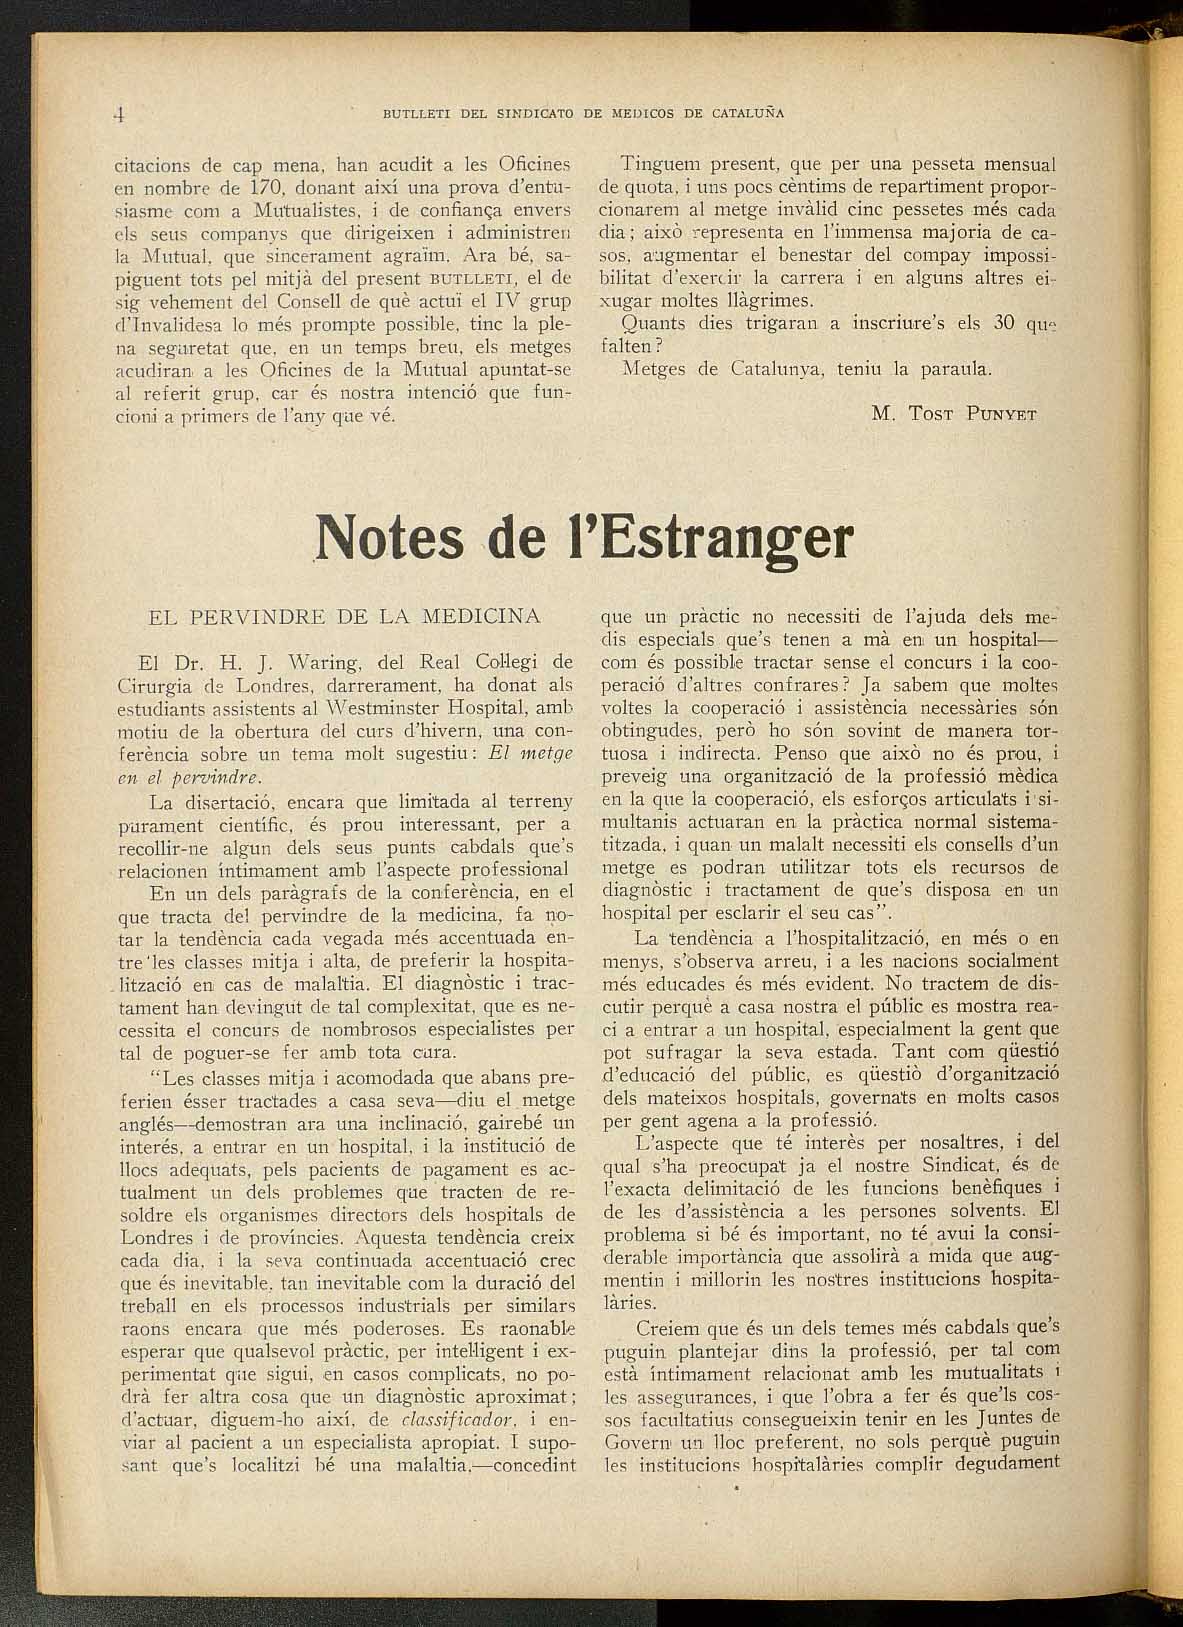 4
BUTLLETI DEL SINDICATO DE MEDICOS DE CATALUÑA
citacions de cap mena, han acudit a les Oficines
en nombre de 170, donant així una prova d'entu-
siasme com a Mutualistes, i de confiança envers
els seus companys que dirigeixen i administren
la Mutual, que sincerament agraïm. Ara bé, sa-
piguent tots pel mitjà del present BUTLLETI, el de
sig vehement del Consell de què actuï el IV grup
d'Invalidesa lo més prompte possible, tinc la ple-
na seguretat que, en un temps breu, els metges
acudiran a les Oficines de la Mutual apuntat-se
al referit grup, car és nostra intenció que fun-
cioni a primers de l'any que vé.
Tinguem present, que per una pesseta mensual
de quota, i uns pocs cèntims de repartiment propor-
cionarem al metge invàlid cinc pessetes més cada
dia; això representa en l'immensa majoria de ca-
sos, augmentar el benestar del compay impossi-
bilitat d'exercir la carrera i en alguns altres ei-
xugar moltes llàgrimes.
Quants dies trigaran a inscriure's els 30 que
falten?
Metges de Catalunya, teniu la paraula.
M. TOST PUNYET
Notes de l'Estranger
EL PERVINDRE DE LA MEDICINA
El Dr. H. J. Waring, del Real Col·legi de
Cirurgia de Londres, darrerament, ha donat als
estudiants assistents al Westminster Hospital, amb
motiu de la obertura del curs d'hivern, una con-
ferència sobre un tema molt sugestiu: El metge
en el pervindre.
La disertació, encara que limitada al terreny
purament científic, és prou interessant, per a
recollir-ne algun dels seus punts cabdals que's
relacionen íntimament amb l'aspecte professional
En un dels paràgrafs de la conferència, en el
que tracta del pervindre de la medicina, fa no-
tar la tendència cada vegada més accentuada en-
tre les classes mitja i alta, de preferir la hospita-
lització en cas de malaltia. El diagnòstic i trac-
tament han devingut de tal complexitat, que es ne-
cessita el concurs de nombrosos especialistes per
tal de poguer-se fer amb tota cura.
"Les classes mitja i acomodada que abans pre-
ferien ésser tractades a casa seva—diu el metge
anglés—demostran ara una inclinació, gairebé un
interés, a entrar en un hospital, i la institució de
llocs adequats, pels pacients de pagament es ac-
tualment un dels problemes que tracten de re-
soldre els organismes directors dels hospitals de
Londres i de províncies. Aquesta tendència creix
cada dia, i la seva continuada accentuació crec
que és inevitable, tan inevitable com la duració del
treball en els processos industrials per similars
raons encara que més poderoses. Es raonable
esperar que qualsevol pràctic, per intel·ligent i ex-
perimentat que sigui, en casos complicats, no po-
drà fer altra cosa que un diagnòstic aproximat;
d'actuar, diguem-ho així, de classificador, i en-
viar al pacient a un especialista apropiat. I supo-
sant que's localitzi bé una malaltia,—concedint
que un pràctic no necessiti de l'ajuda dels me-
dis especials que's tenen a mà en un hospital—
com és possible tractar sense el concurs i la coo-
peració d'altres confrares? Ja sabem que moltes
voltes la cooperació i assistència necessàries són
obtingudes, però ho són sovint de manera tor-
tuosa i indirecta. Penso que això no és prou, i
preveig una organització de la professió mèdica
en la que la cooperació, els esforços articulats i si-
multanis actuaran en la pràctica normal sistema-
titzada, i quan un malalt necessiti els consells d'un
metge es podran utilitzar tots els recursos de
diagnòstic i tractament de que's disposa en un
hospital per esclarir el seu cas".
La tendència a l'hospitalització, en més o en
menys, s'observa arreu, i a les nacions socialment
més educades és més evident. No tractem de dis-
cutir perquè a casa nostra el públic es mostra rea-
ci a entrar a un hospital, especialment la gent que
pot sufragar la seva estada. Tant com qüestió
d'educació del públic, es qüestiò d'organització
dels mateixos hospitals, governats en molts casos
per gent agena a la professió.
L'aspecte que té interès per nosaltres, i del
qual s'ha preocupat ja el nostre Sindicat, és de
l'exacta delimitació de les funcions benèfiques i
de les d'assistència a les persones solvents. El
problema si bé és important, no té avui la consi-
derable importància que assolirà a mida que aug-
mentin i millorin les nostres institucions hospita-
làries.
Creiem que és un dels temes més cabdals que's
puguin plantejar dins la professió, per tal com
està íntimament relacionat amb les mutualitats i
les assegurances, i que l'obra a fer és que'ls cos-
sos facultatius consegueixin tenir en les Juntes de
Govern un lloc preferent, no sols perquè puguin
les institucions hospitalàries complir degudament